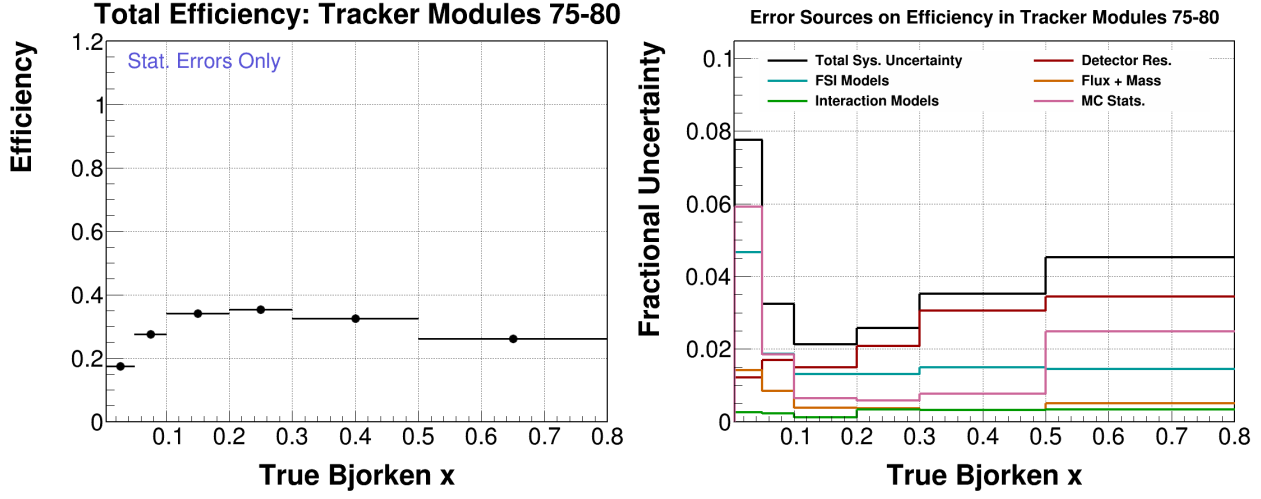 Total Efficiency: Tracker Modules 75-80
Efficiency
Stat. Errors Only
1.2
1
0.8
0.6
0.4
0.2
0
0.1 0.2 0.3 0.4 0.5 0.6 0.7 0.8
True Bjorken x
Error Sources on Efficiency in Tracker Modules 75-80
Fractional Uncertainty
Total Sys. Uncertainty
FSI Models
Interaction Models
Detector Res.
Flux + Mass
MC Stats.
0.1
0.08
0.06
0.04
0.02
0
0.1 0.2 0.3 0.4 0.5 0.6 0.7 0.8
True Bjorken x